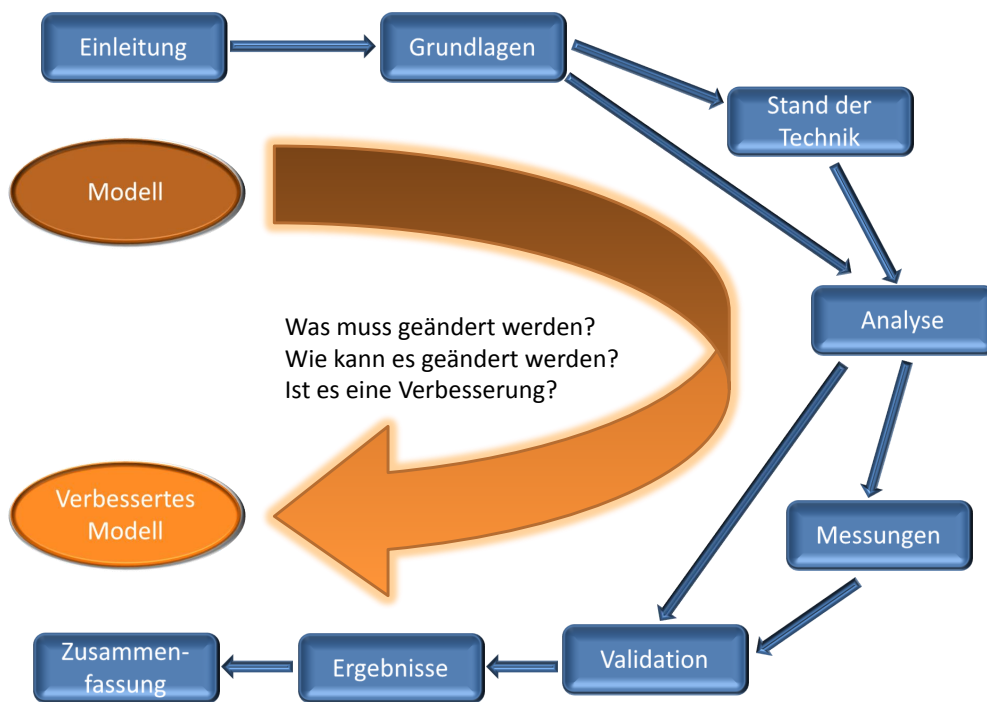 Einleitung
Grundlagen
Stand der
Technik
Modell
Analyse
Was muss geändert werden?
Wie kann es geändert werden?
Ist es eine Verbesserung?
Verbessertes
Modell
Messungen
Validation
Ergebnisse
Zusammen-
fassung